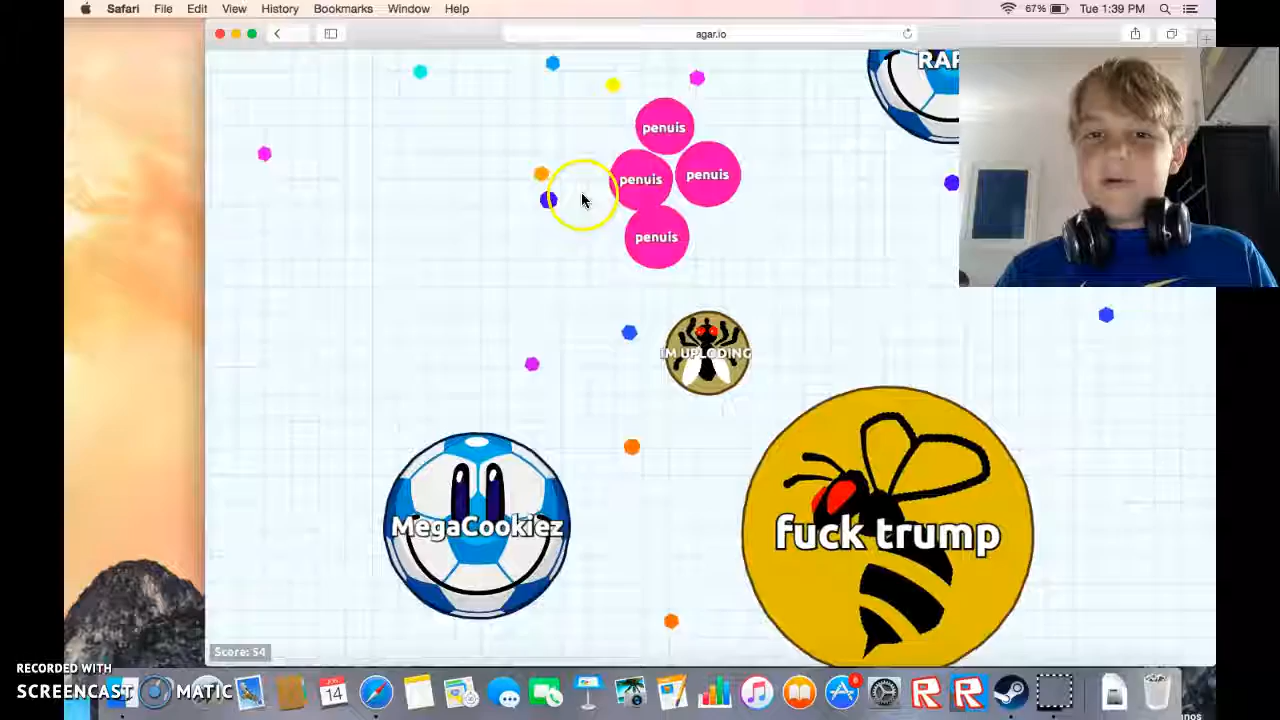 Safari File Edit View History Bookmarks Window Help 67% Tue 1:39 PM
agar.io
RAF
penuis
penuis
penuis
penuis
IM UPLODING
MegaCookiez
fuck trump
Score: 54
RECORDED WITH
SCREENCAST MATIC
14